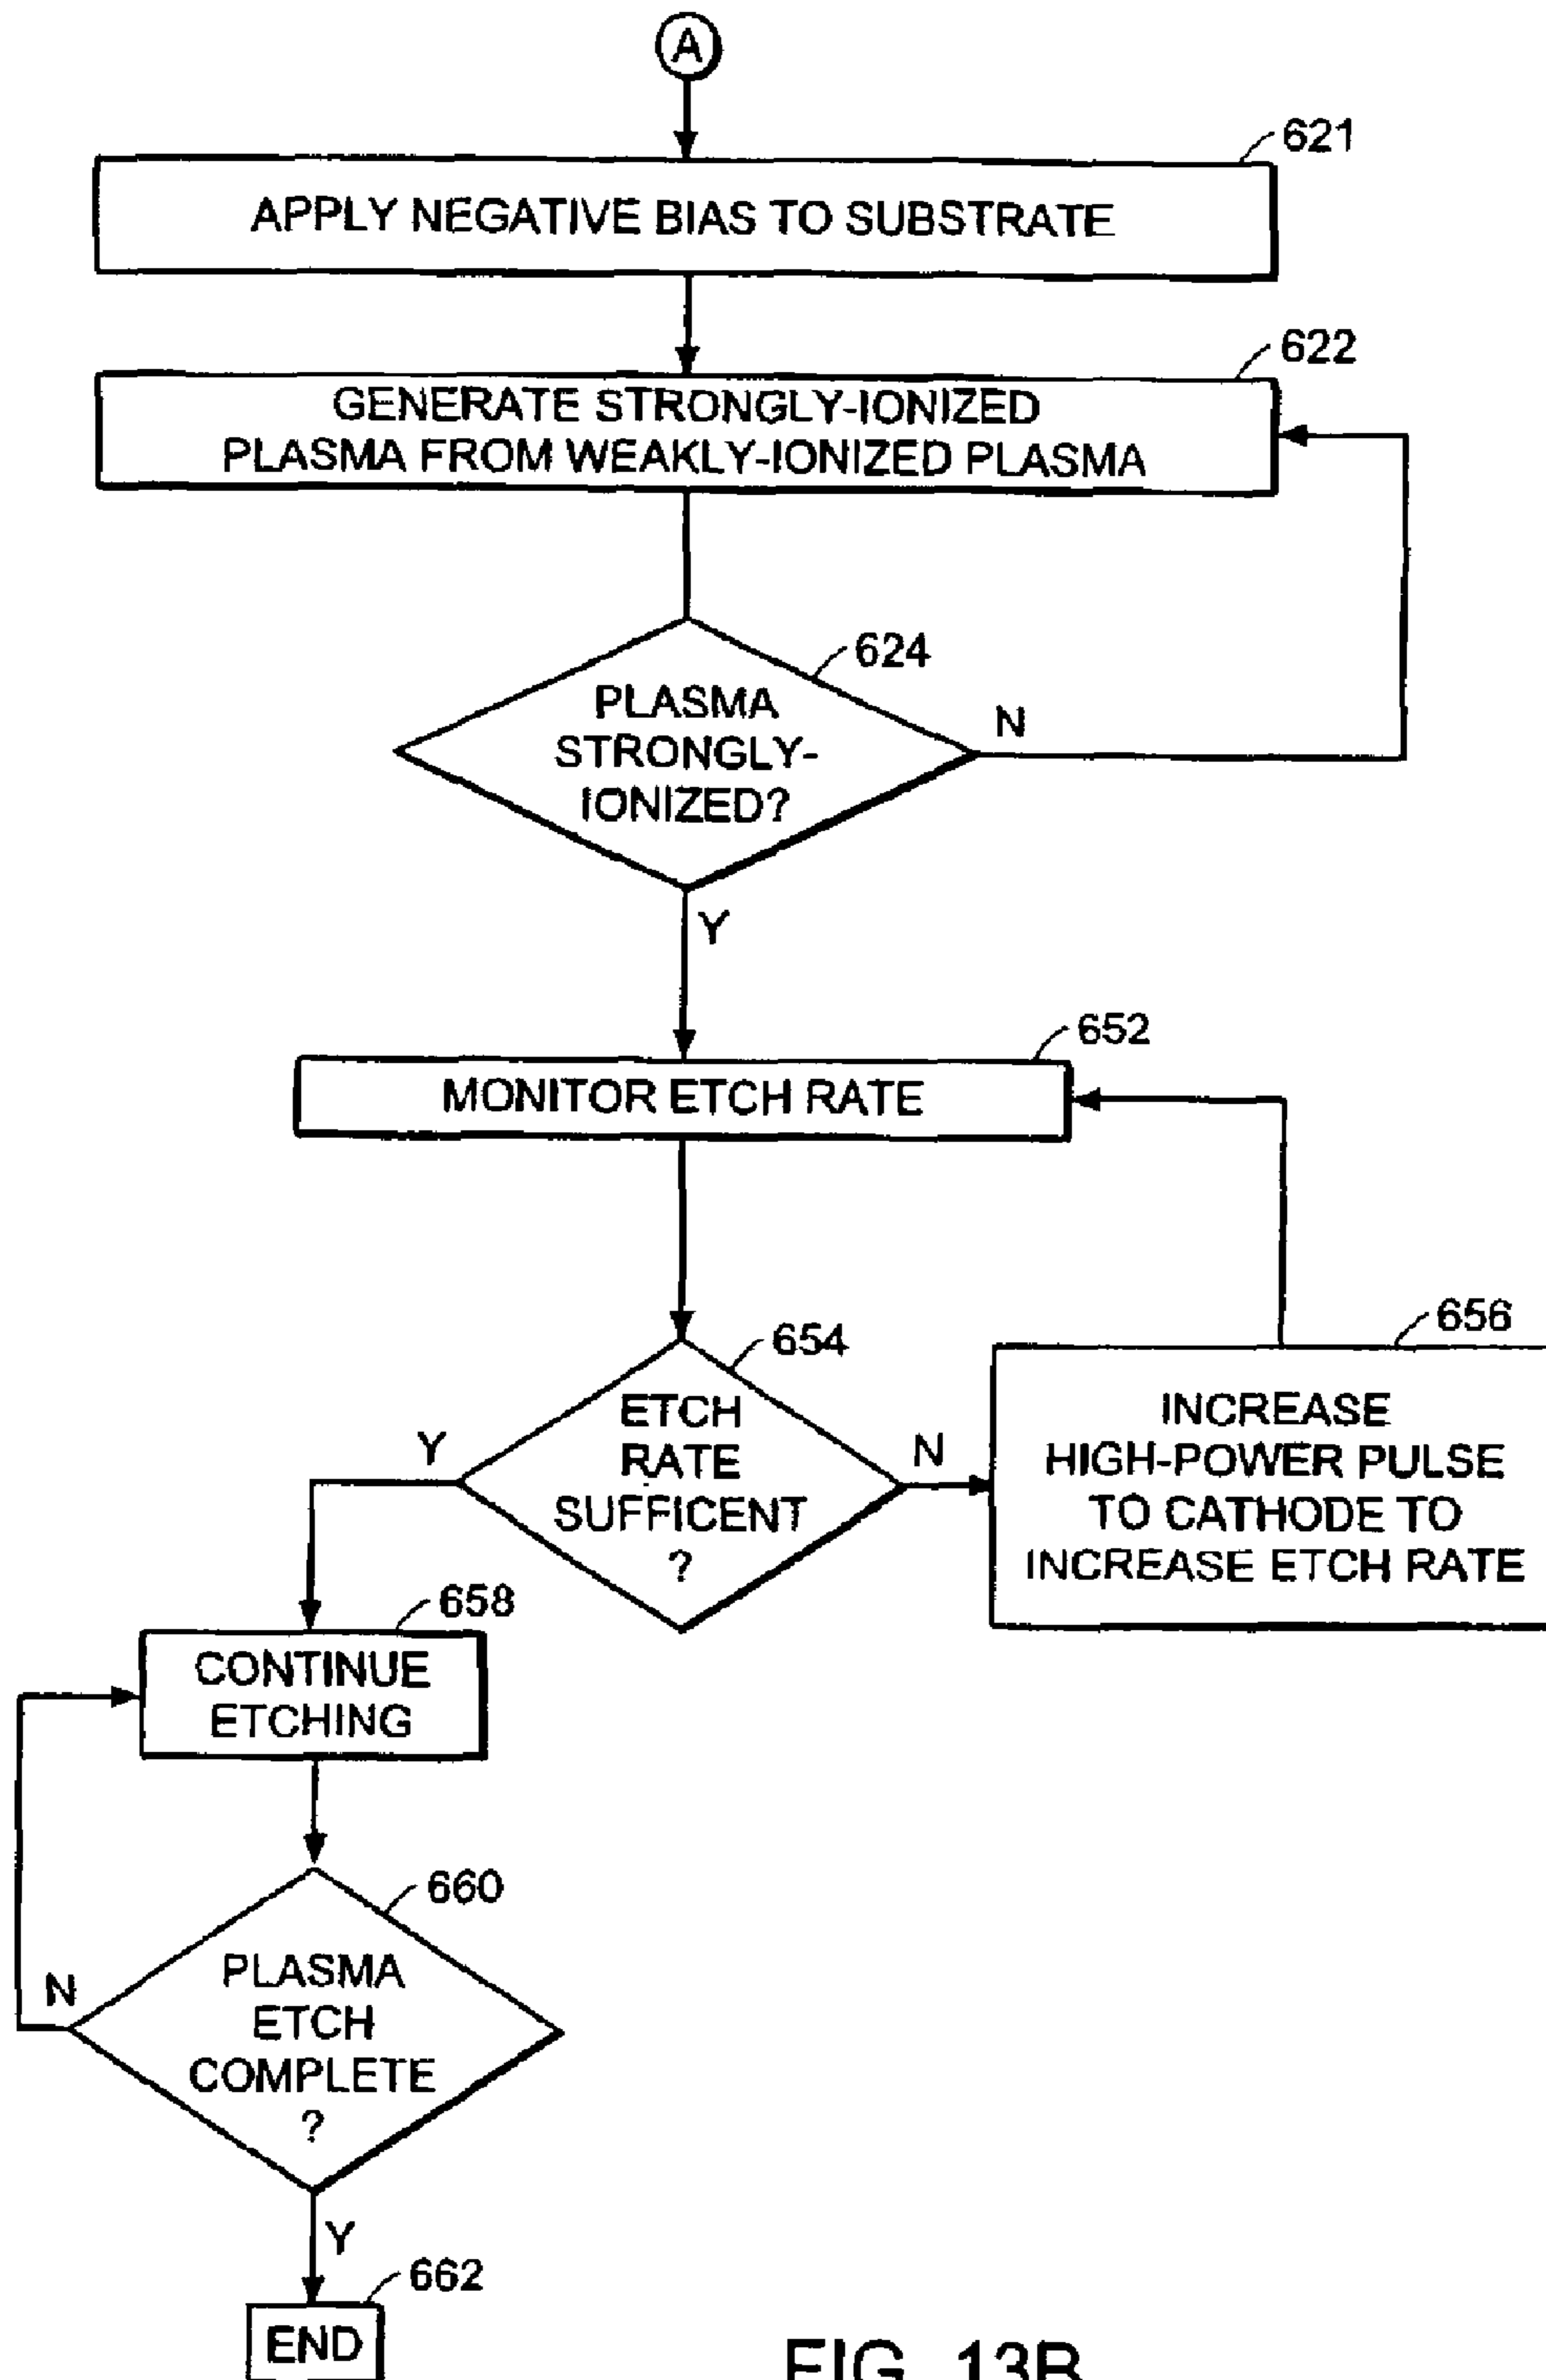 A
621
APPLY NEGATIVE BIAS TO SUBSTRATE
622
GENERATE STRONGLY-IONIZED
PLASMA FROM WEAKLY-IONIZED PLASMA
624
PLASMA
STRONGLY-
IONIZED?
N
Y
652
MONITOR ETCH RATE
654
ETCH
RATE
SUFFICENT
?
Y
N
656
INCREASE
HIGH-POWER PULSE
TO CATHODE TO
INCREASE ETCH RATE
658
CONTINUE
ETCHING
660
PLASMA
ETCH
COMPLETE
?
N
Y
662
END
FIG. 13B